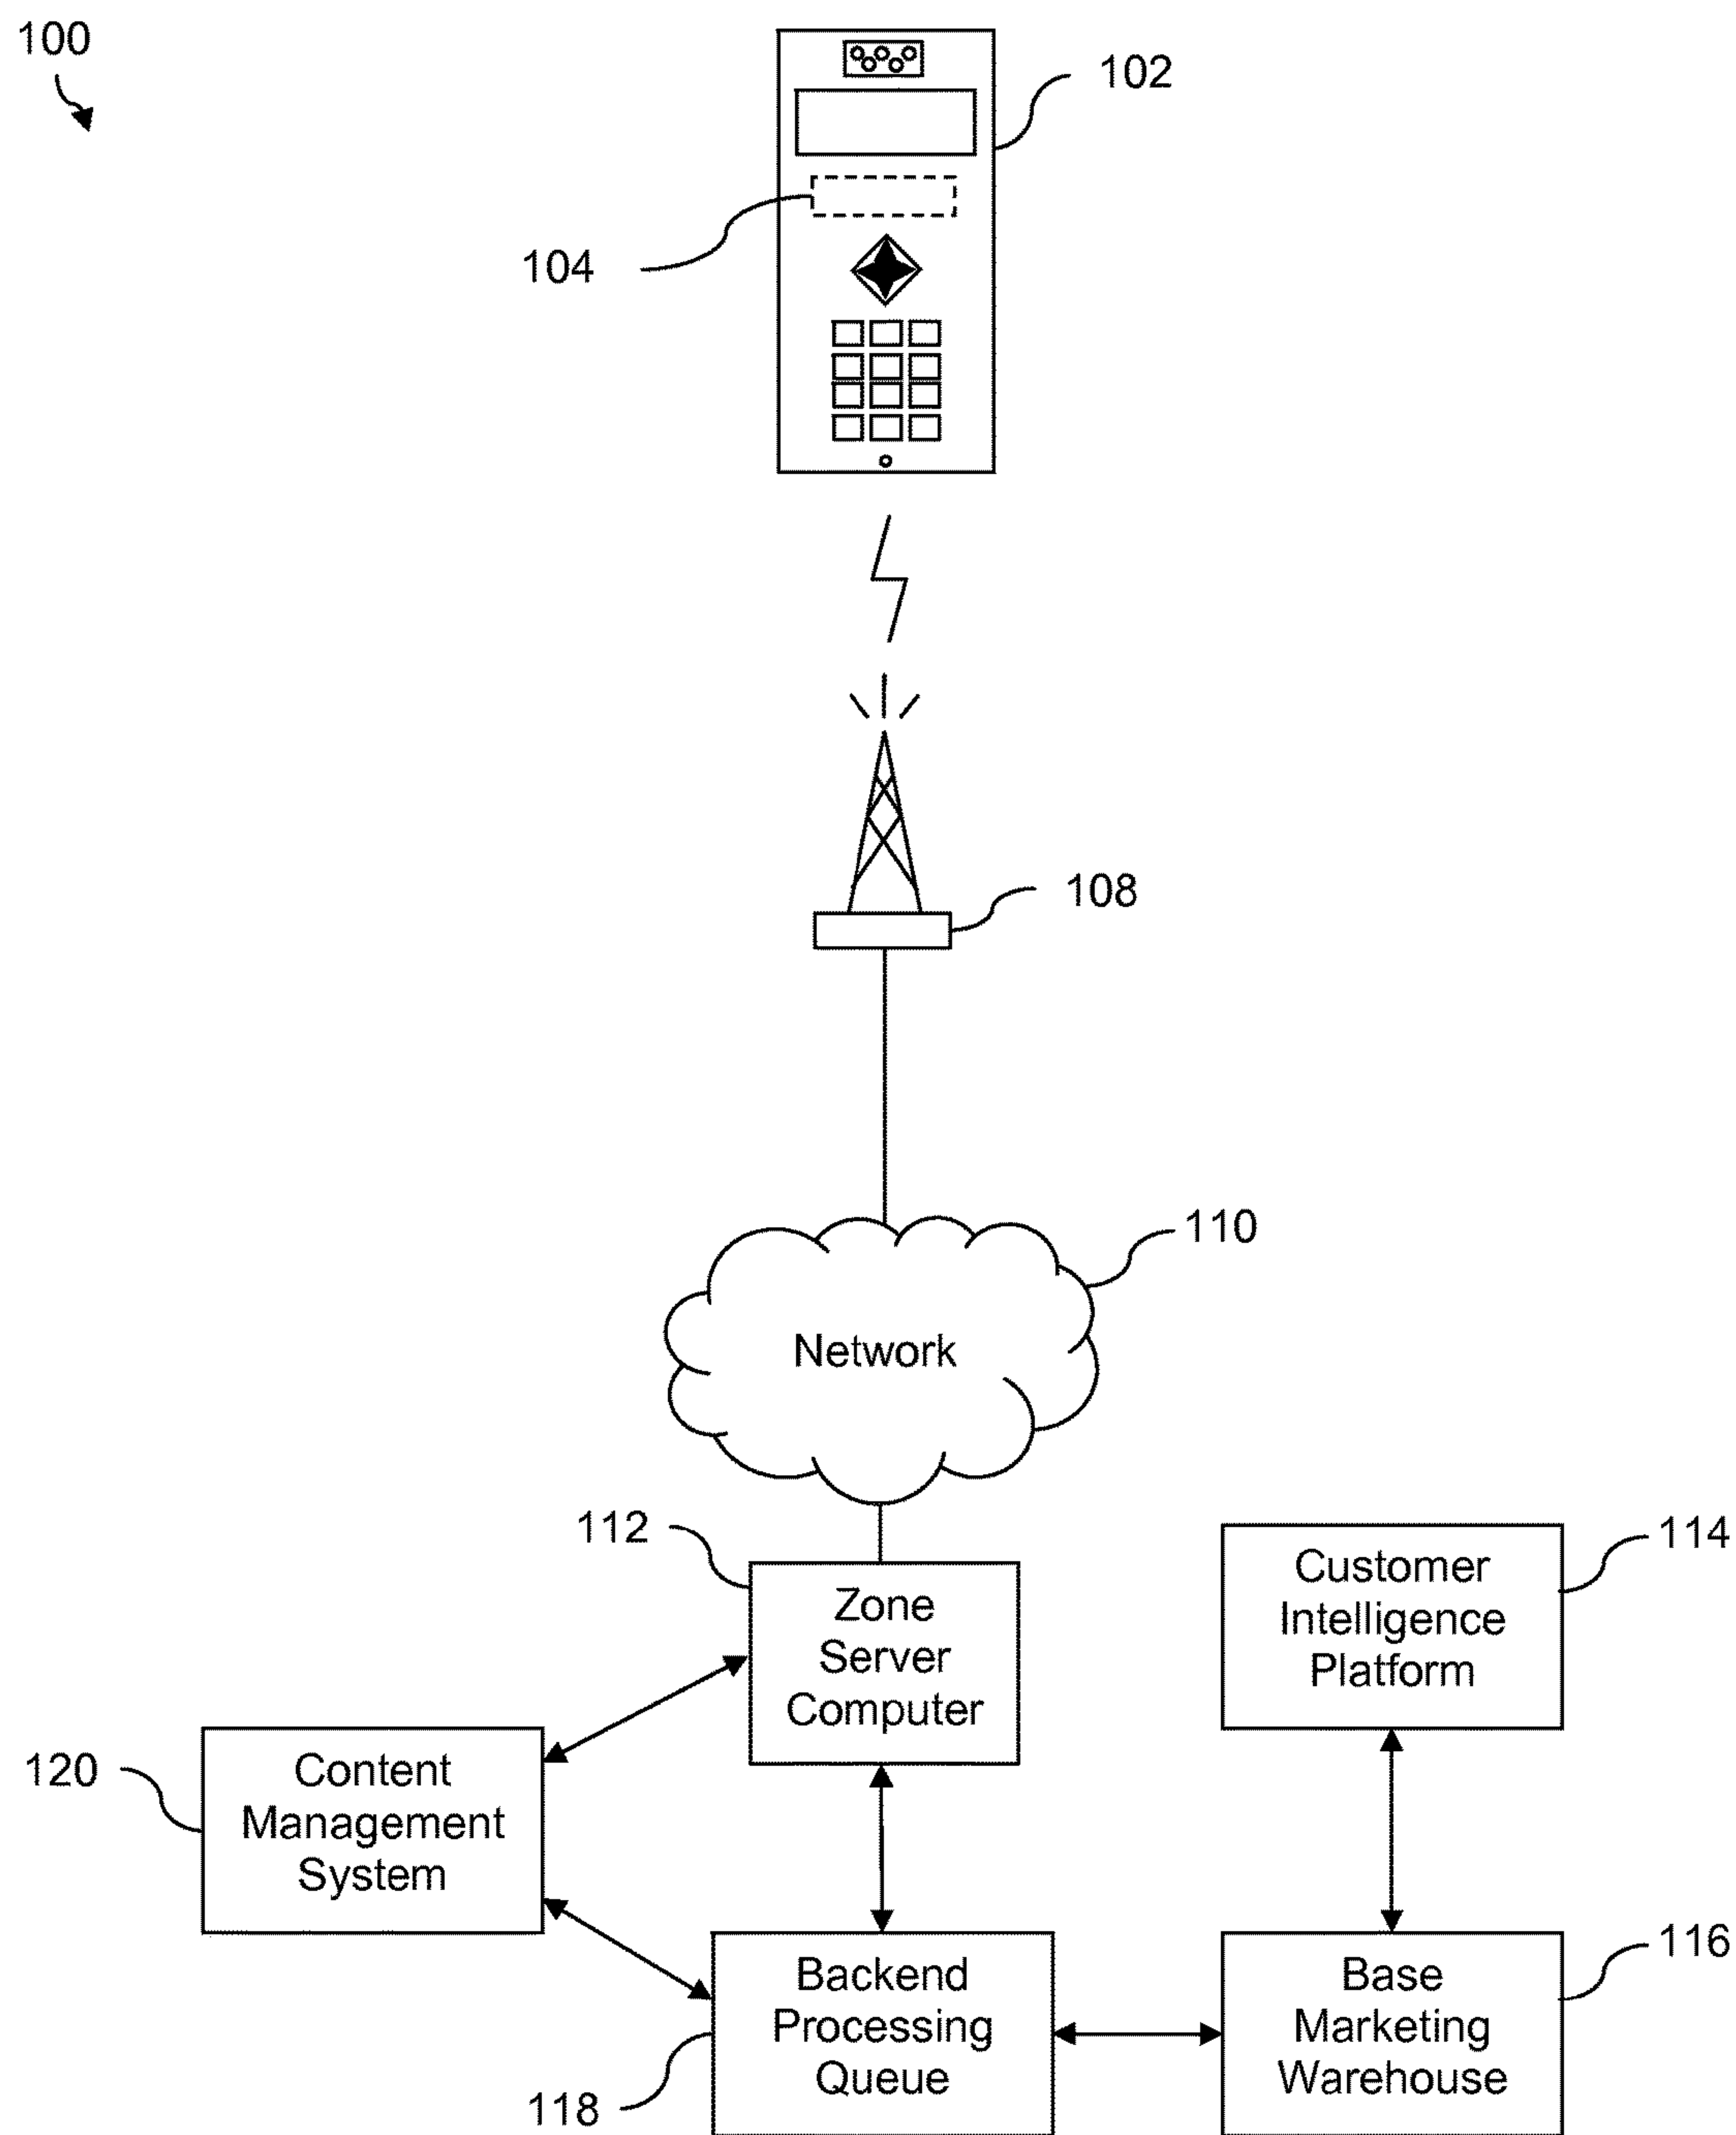 100
102
104
108
110
Network
112
Zone
Server
Computer
114
Customer
Intelligence
Platform
120
Content
Management
System
116
Backend
Processing
Queue
118
Base
Marketing
Warehouse